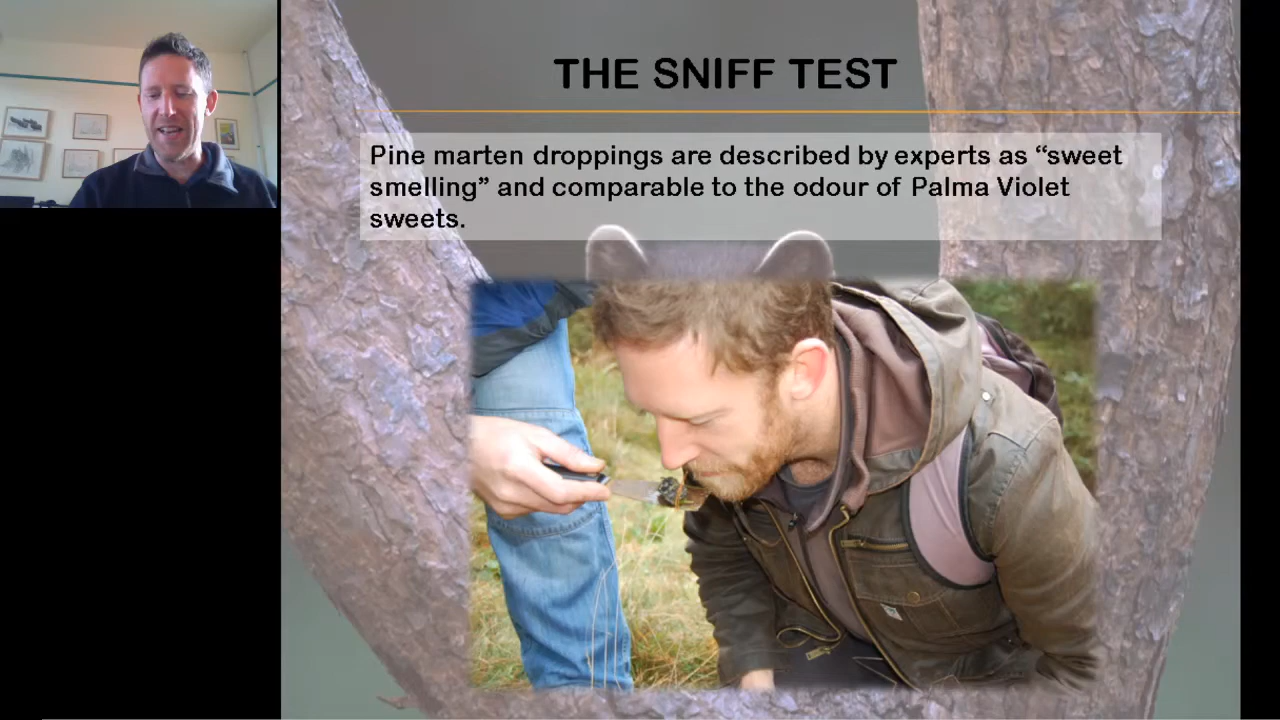 THE SNIFF TEST
Pine marten droppings are described by experts as “sweet
smelling” and comparable to the odour of Palma Violet
sweets.